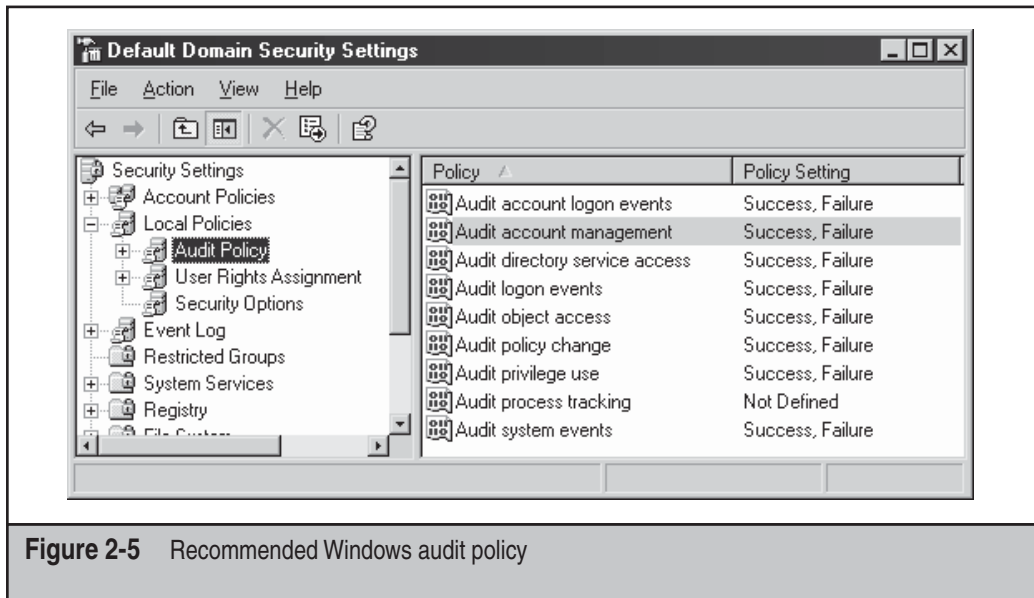 Default Domain Security Settings
File Action View Help
Security Settings
Account Policies
Local Policies
Audit Policy
User Rights Assignment
Security Options
Event Log
Restricted Groups
System Services
Registry
File System
Policy Policy Setting
Audit account logon events Success, Failure
Audit account management Success, Failure
Audit directory service access Success, Failure
Audit logon events Success, Failure
Audit object access Success, Failure
Audit policy change Success, Failure
Audit privilege use Success, Failure
Audit process tracking Not Defined
Audit system events Success, Failure
Figure 2-5 Recommended Windows audit policy